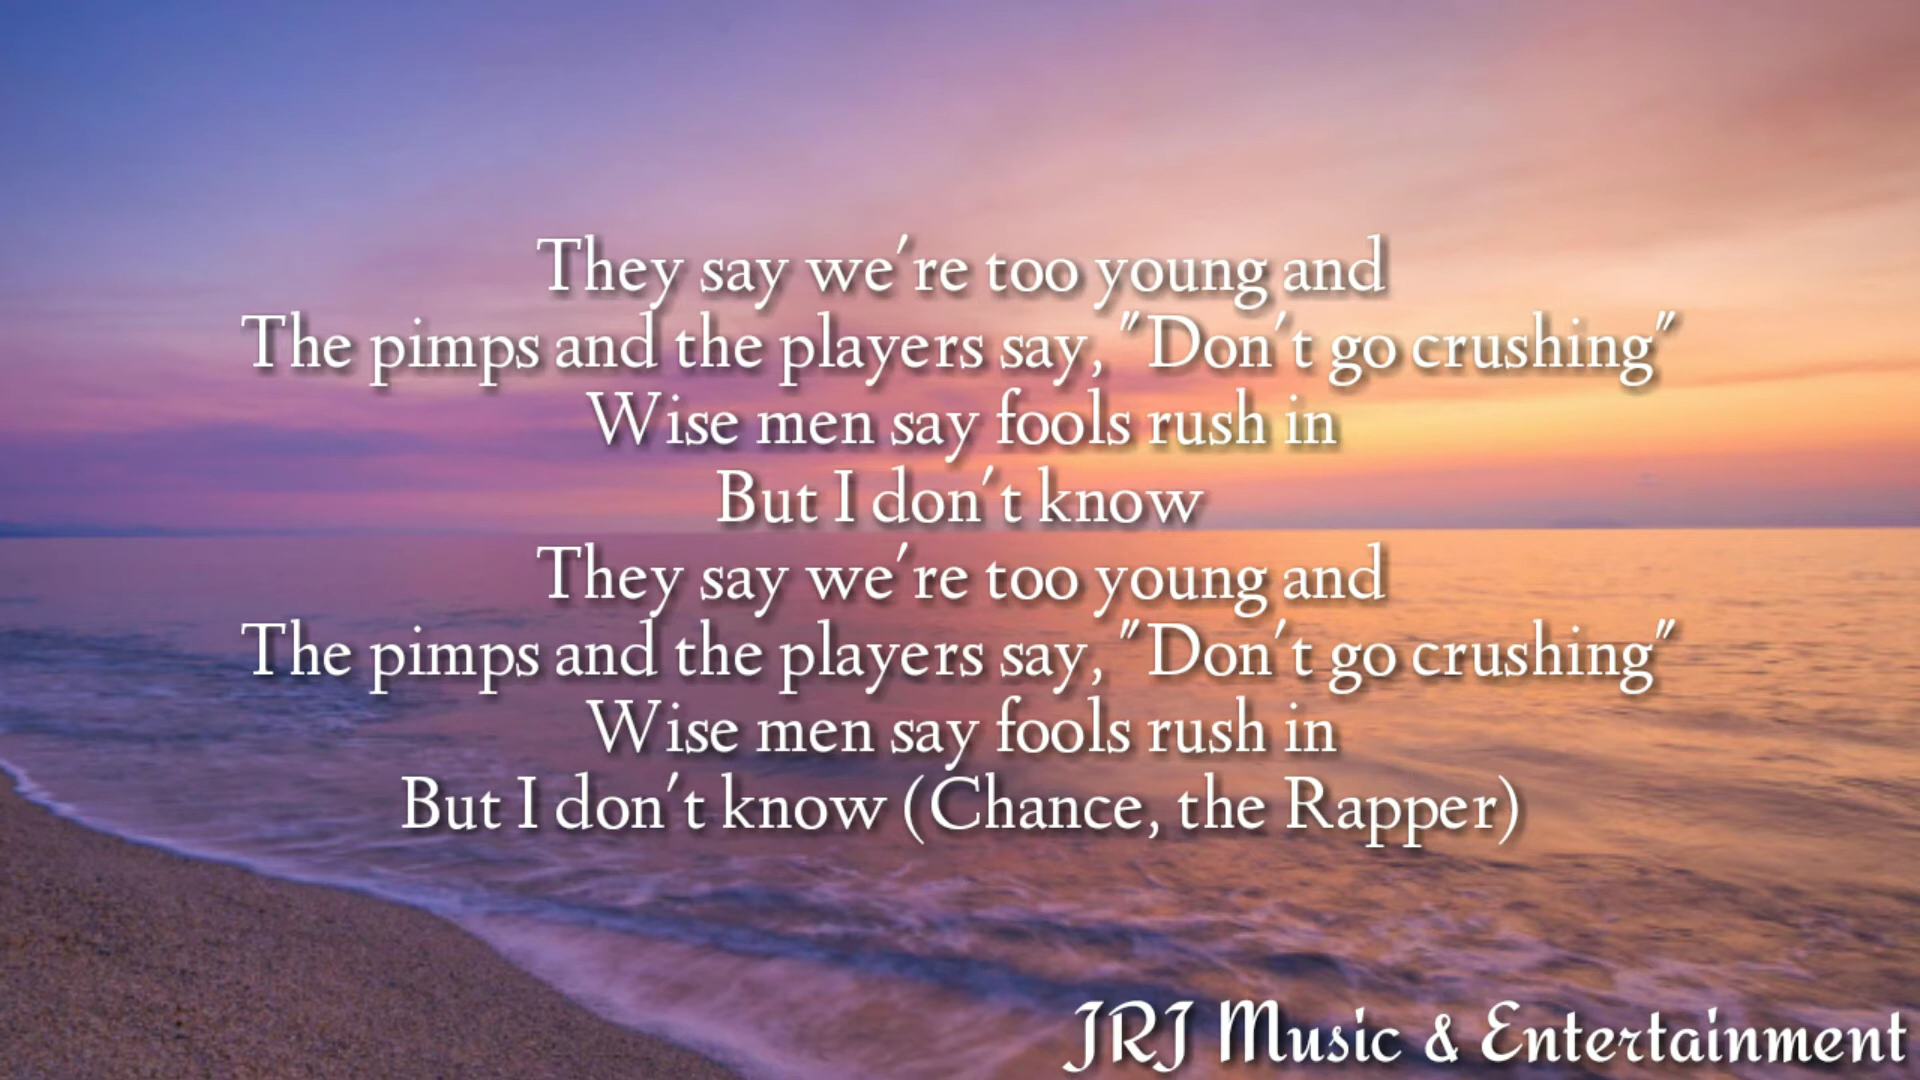 They say we're too young and
The pimps and the players say, "Don't go crushing"
Wise men say fools rush in
But I don't know
They say we're too young and
The pimps and the players say, "Don't go crushing"
Wise men say fools rush in
But I don't know (Chance, the Rapper)
JRJ Music & Entertainment